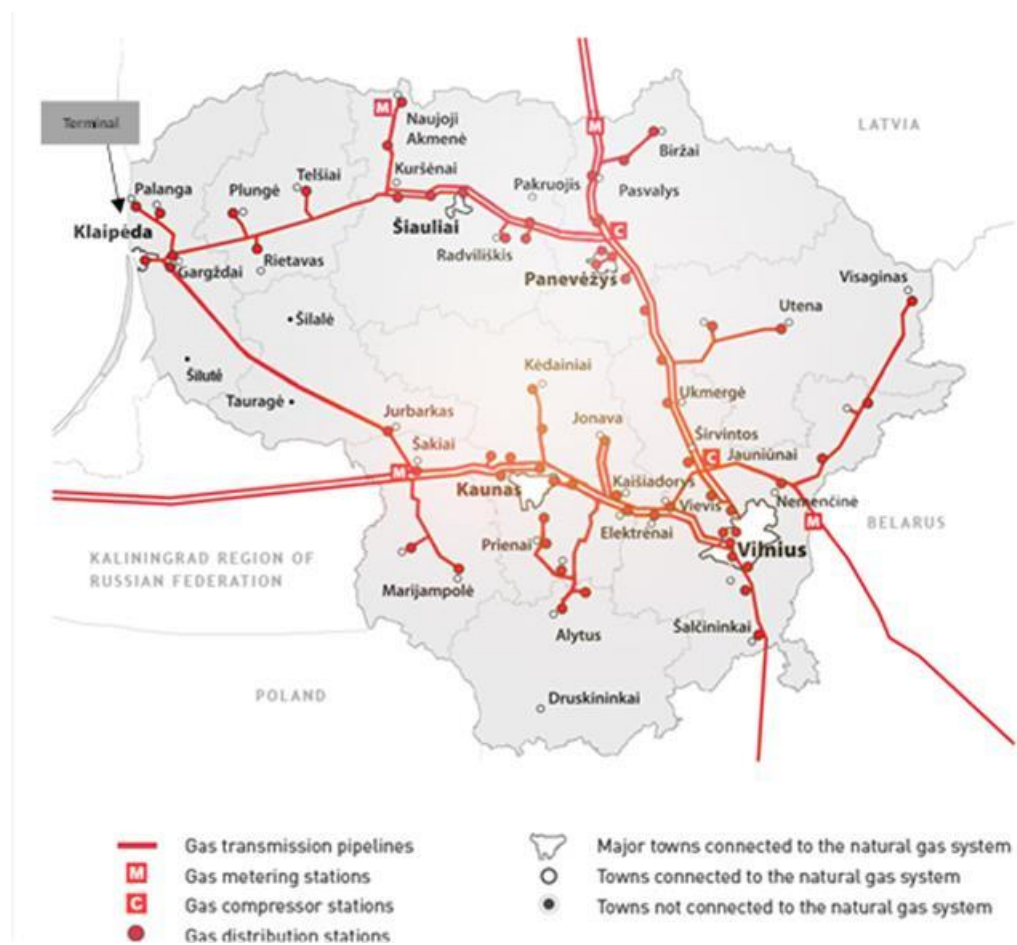 LATVIA
Terminal
Naujoji
Akmenė
Biržai
Telšiai
Kuršėnai
Pakruojis
Pasvalys
Palanga
Plungė
Klaipėda
Šiauliai
Gargždai
Rietavas
Radviliškis
Panevėžys
Visaginas
Utena
Šilalė
Šilutė
Kėdainiai
Ukmergė
Tauragė
Jurbarkas
Jonava
Širvintos
Šakiai
Jauniūnai
Kaunas
Kaišiadorys
Vievis
Nemenčinė
BELARUS
Elektrėnai
Prienai
Vilnius
KALININGRAD REGION OF
RUSSIAN FEDERATION
Marijampolė
Alytus
Šalčininkai
POLAND
Druskininkai
M
M
C
M
C
M
Gas transmission pipelines
M Gas metering stations
C Gas compressor stations
Gas distribution stations
Major towns connected to the natural gas system
Towns connected to the natural gas system
Towns not connected to the natural gas system